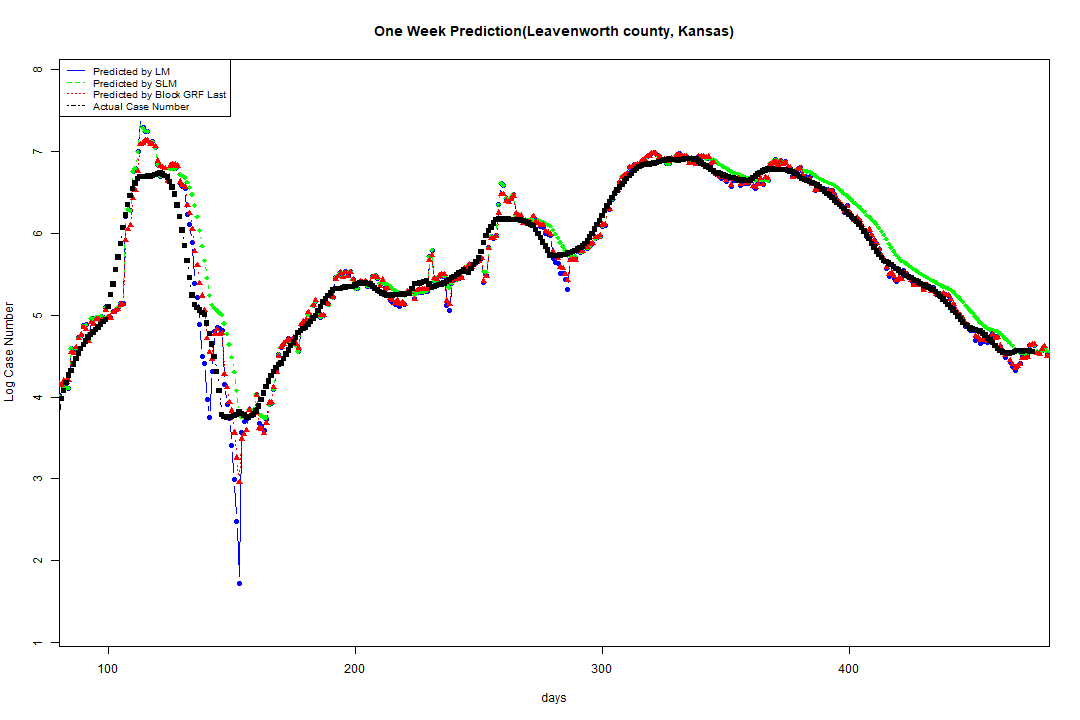 One Week Prediction(Leavenworth county, Kansas)
Predicted by LM
Predicted by SLM
Predicted by Block GRF Last
Actual Case Number
8
7
6
5
4
3
2
1
Log Case Number
100 200 300 400
days